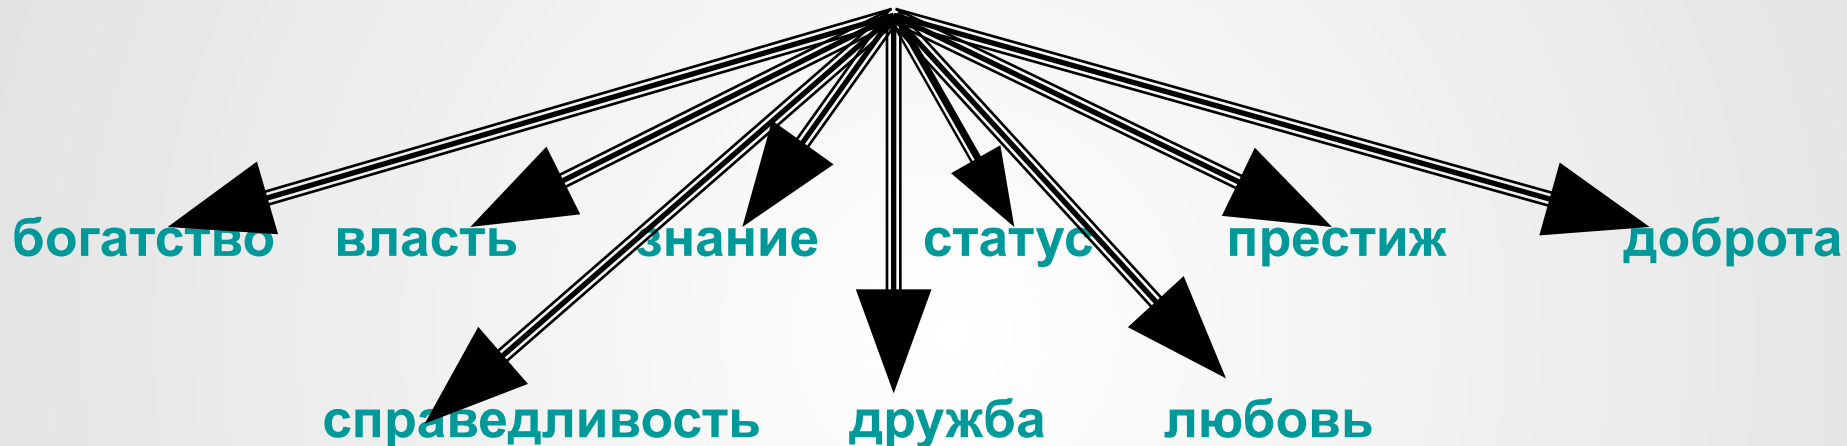 богатство власть знание статус престиж доброта
справедливость дружба любовь